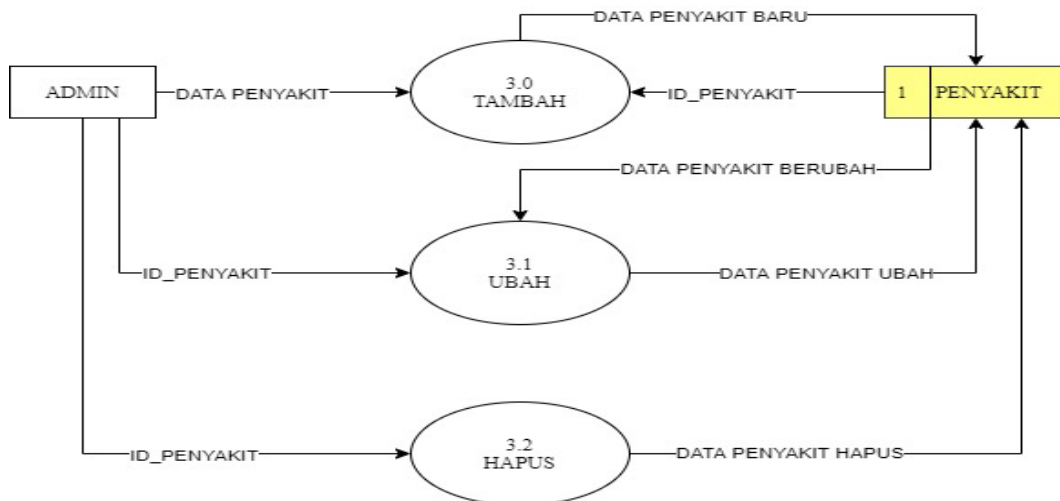 DATA PENYAKIT BARU
ADMIN
DATA PENYAKIT
3.0
TAMBAH
ID_PENYAKIT
1 PENYAKIT
DATA PENYAKIT BERUBAH
ID_PENYAKIT
3.1
UBAH
DATA PENYAKIT UBAH
ID_PENYAKIT
3.2
HAPUS
DATA PENYAKIT HAPUS